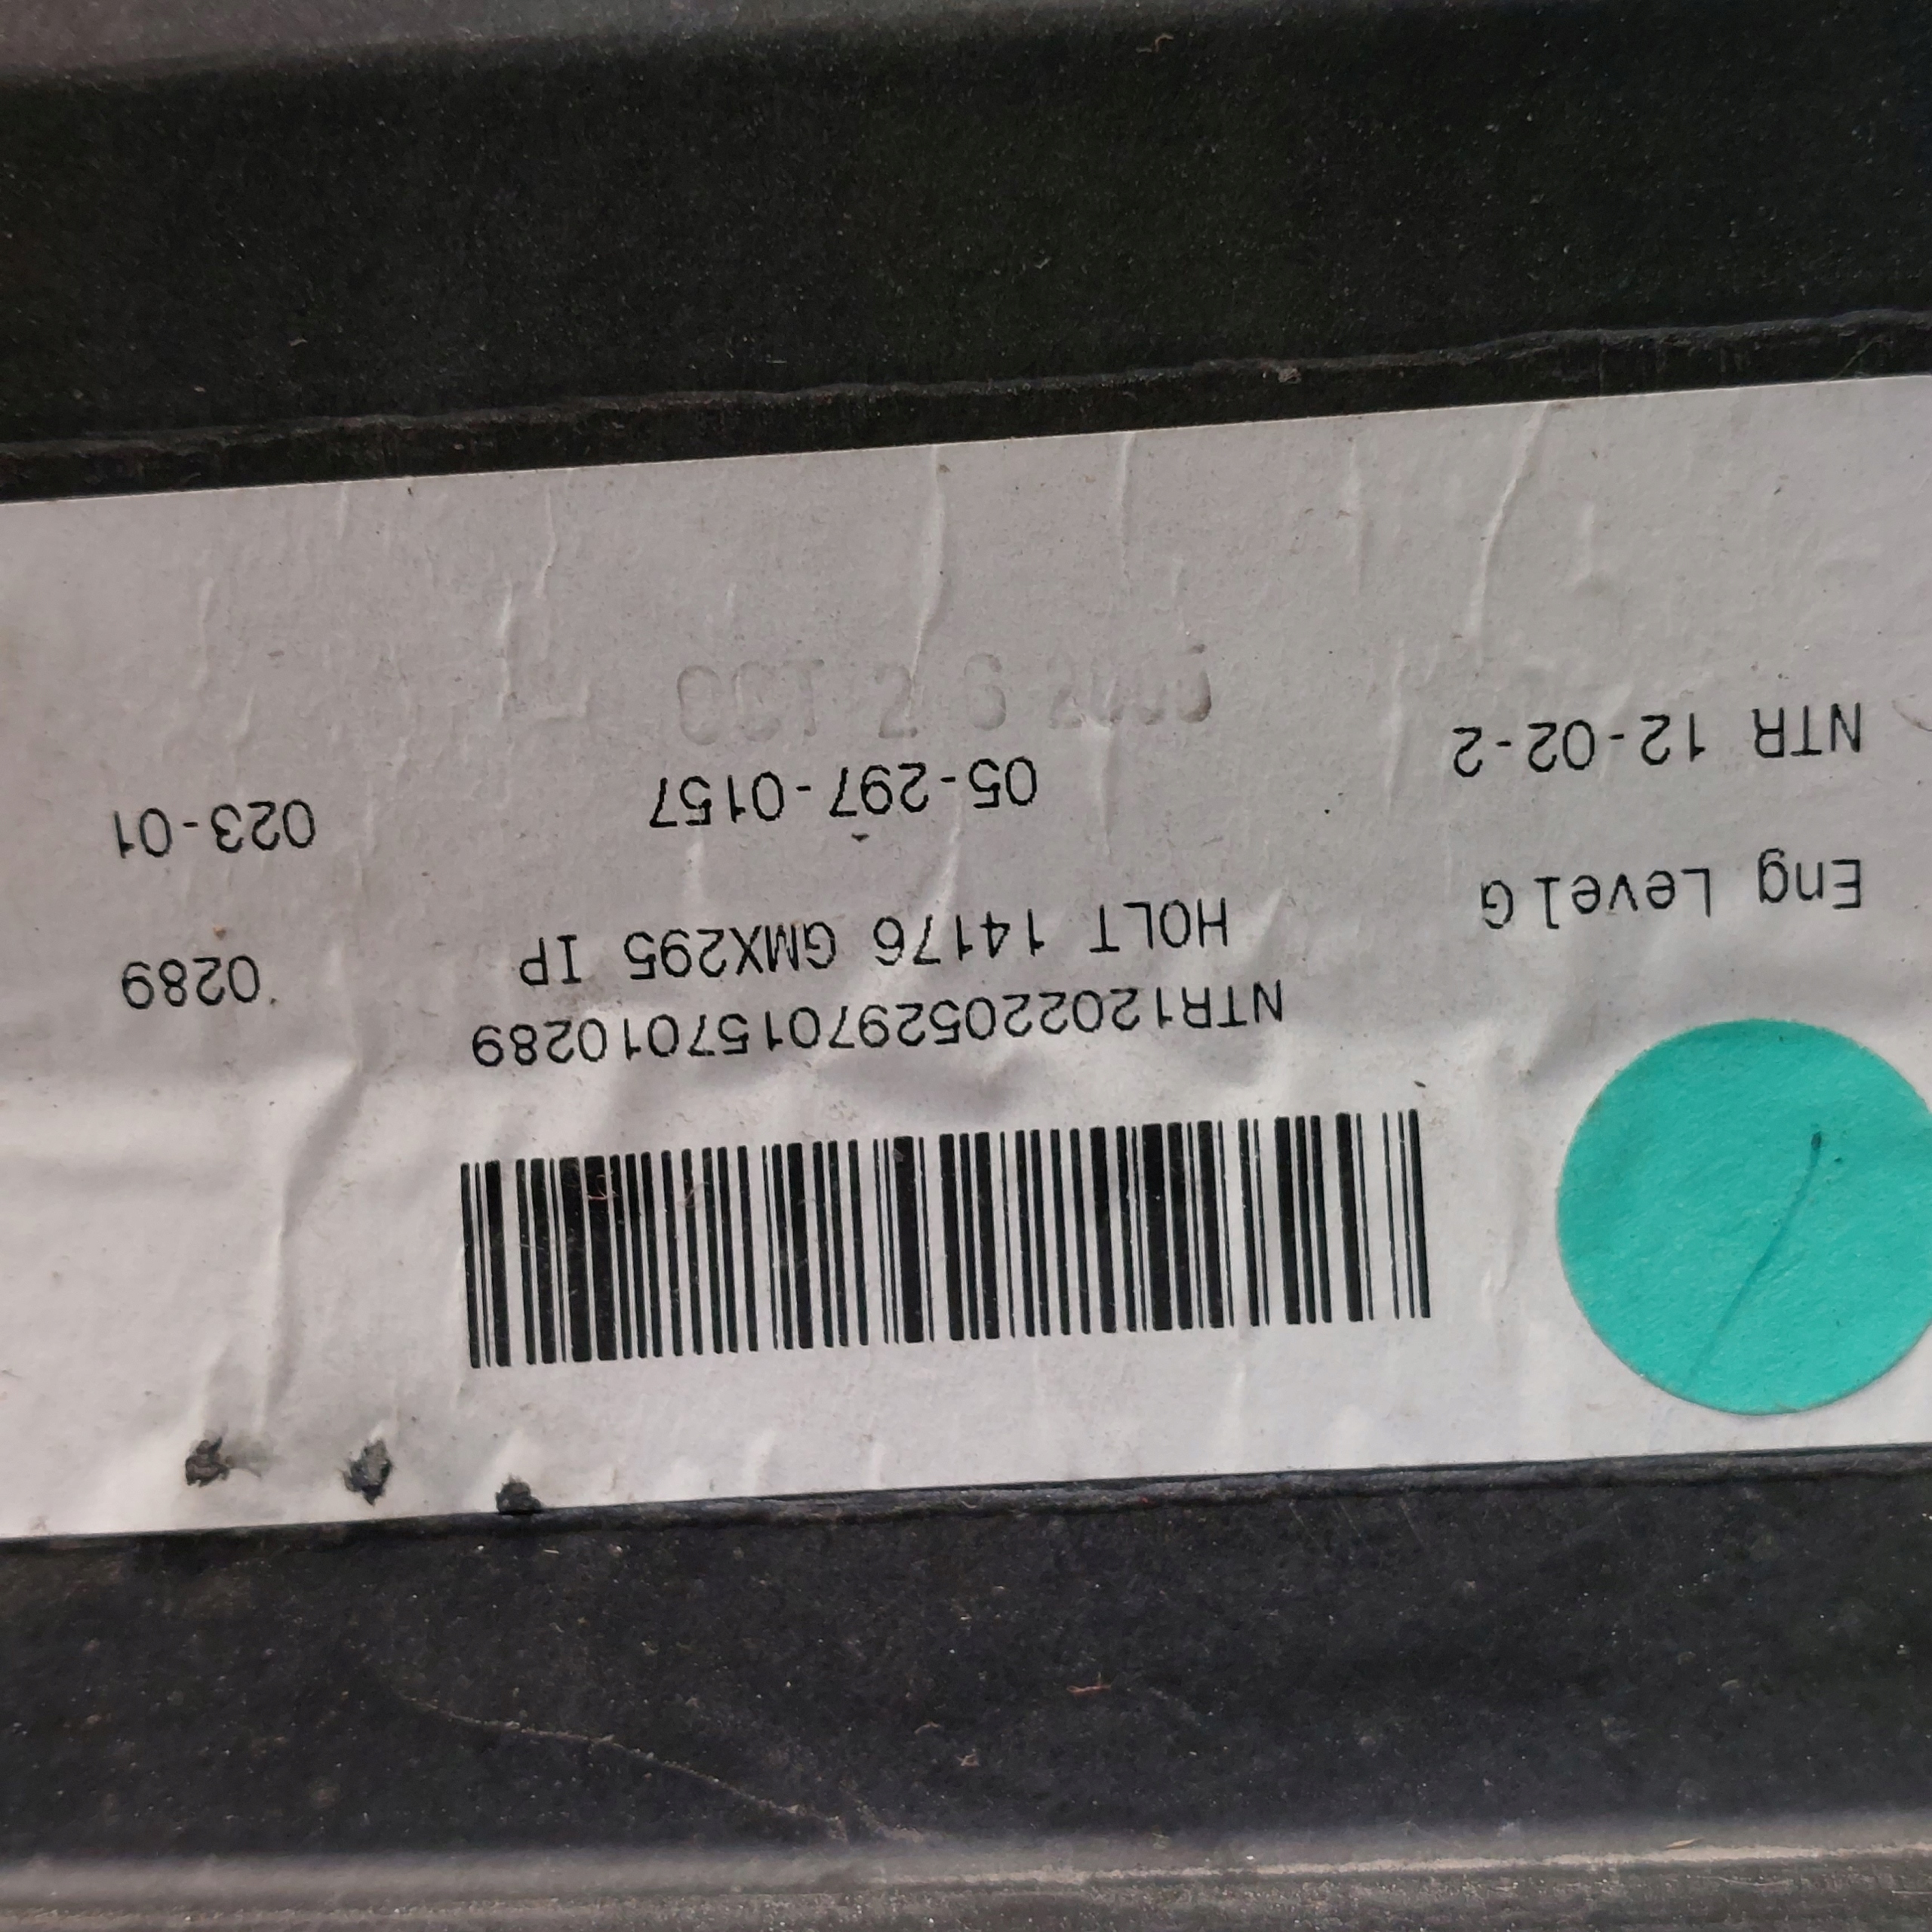 NTR12022052970157010289
HOLT 14176 GMX295 IP
0289
Eng Level G
05-297-0157
023-01
NTR 12-02-2
OCT 2